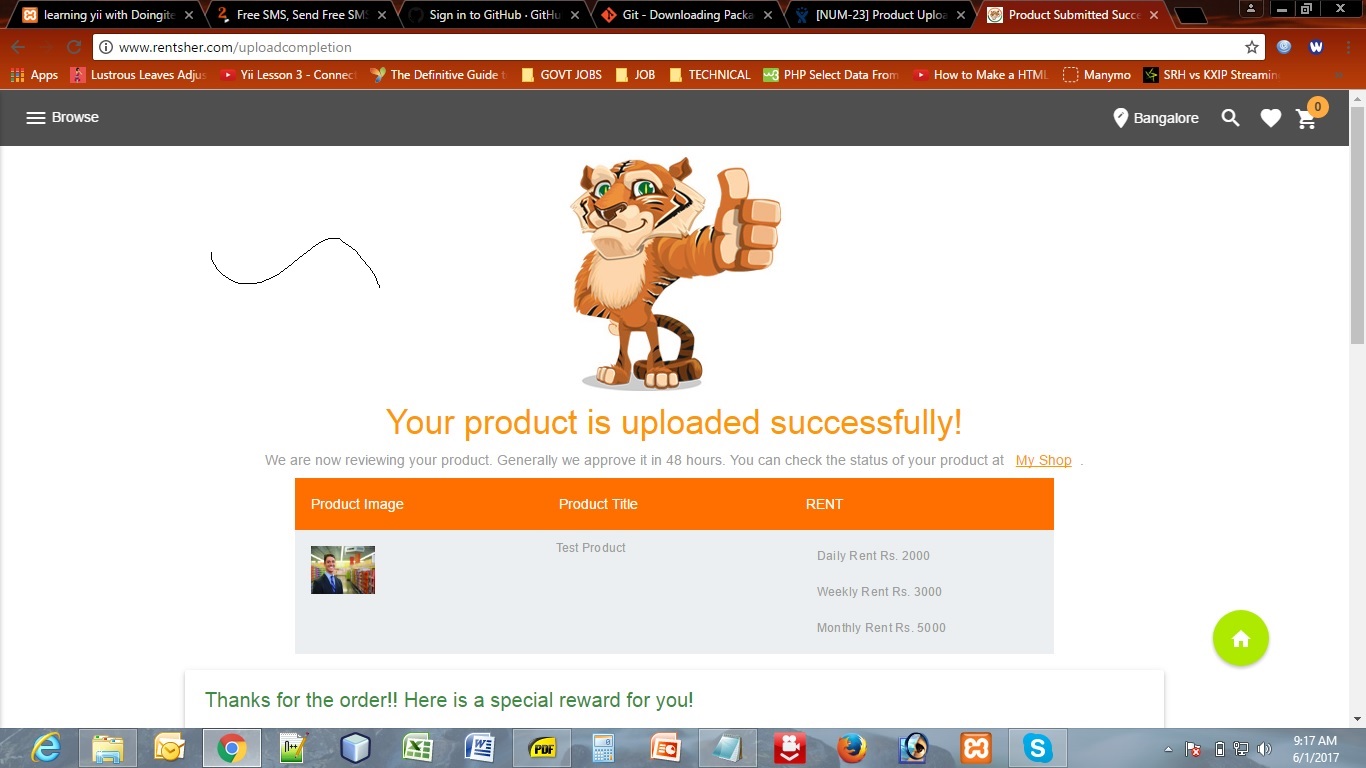 learning yii with Doingite
Free SMS, Send Free SMS
Sign in to GitHub · GitHu
Git - Downloading Packa
[NUM-23] Product Uploa
Product Submitted Succe
www.rentsher.com/uploadcompletion
Apps
Lustrous Leaves Adjus
Yii Lesson 3 - Connect
The Definitive Guide t
GOVT JOBS
JOB
TECHNICAL
PHP Select Data From
How to Make a HTML
Manymo
SRH vs KXIP Streaming
Browse
Bangalore
0
Your product is uploaded successfully!
We are now reviewing your product. Generally we approve it in 48 hours. You can check the status of your product at My Shop .
Product Image Product Title RENT
Test Product
Daily Rent Rs. 2000
Weekly Rent Rs. 3000
Monthly Rent Rs. 5000
Thanks for the order!! Here is a special reward for you!
PDF
9:17 AM
6/1/2017